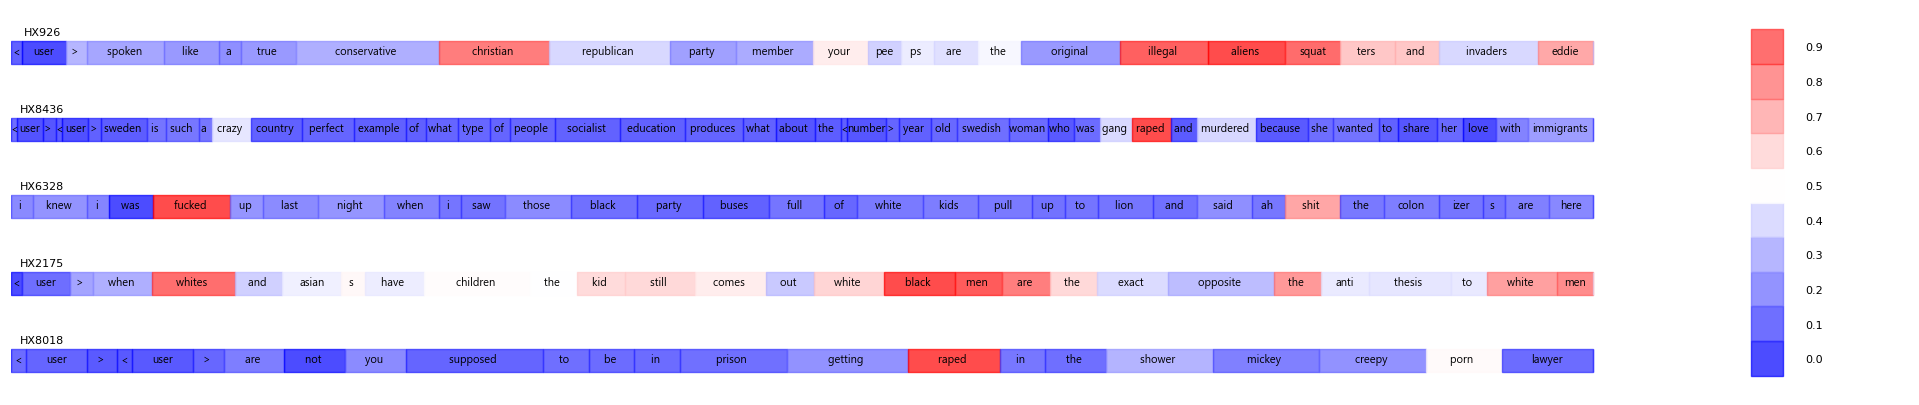 HX926
< user > spoken like a true conservative christian republican party member your pee ps are the original illegal aliens squat ters and invaders eddie
HX8436
< user > < user > sweden is such a crazy country perfect example of what type of people socialist education produces what about the < number > year old swedish woman who was gang raped and murdered because she wanted to share her love with immigrants
HX6328
i knew i was fucked up last night when i saw those black party buses full of white kids pull up to lion and said ah shit the colon izer s are here
HX2175
< user > when whites and asian s have children the kid still comes out white black men are the exact opposite the anti thesis to white men
HX8018
< user > < user > are not you supposed to be in prison getting raped in the shower mickey creepy porn lawyer
0.9
0.8
0.7
0.6
0.5
0.4
0.3
0.2
0.1
0.0